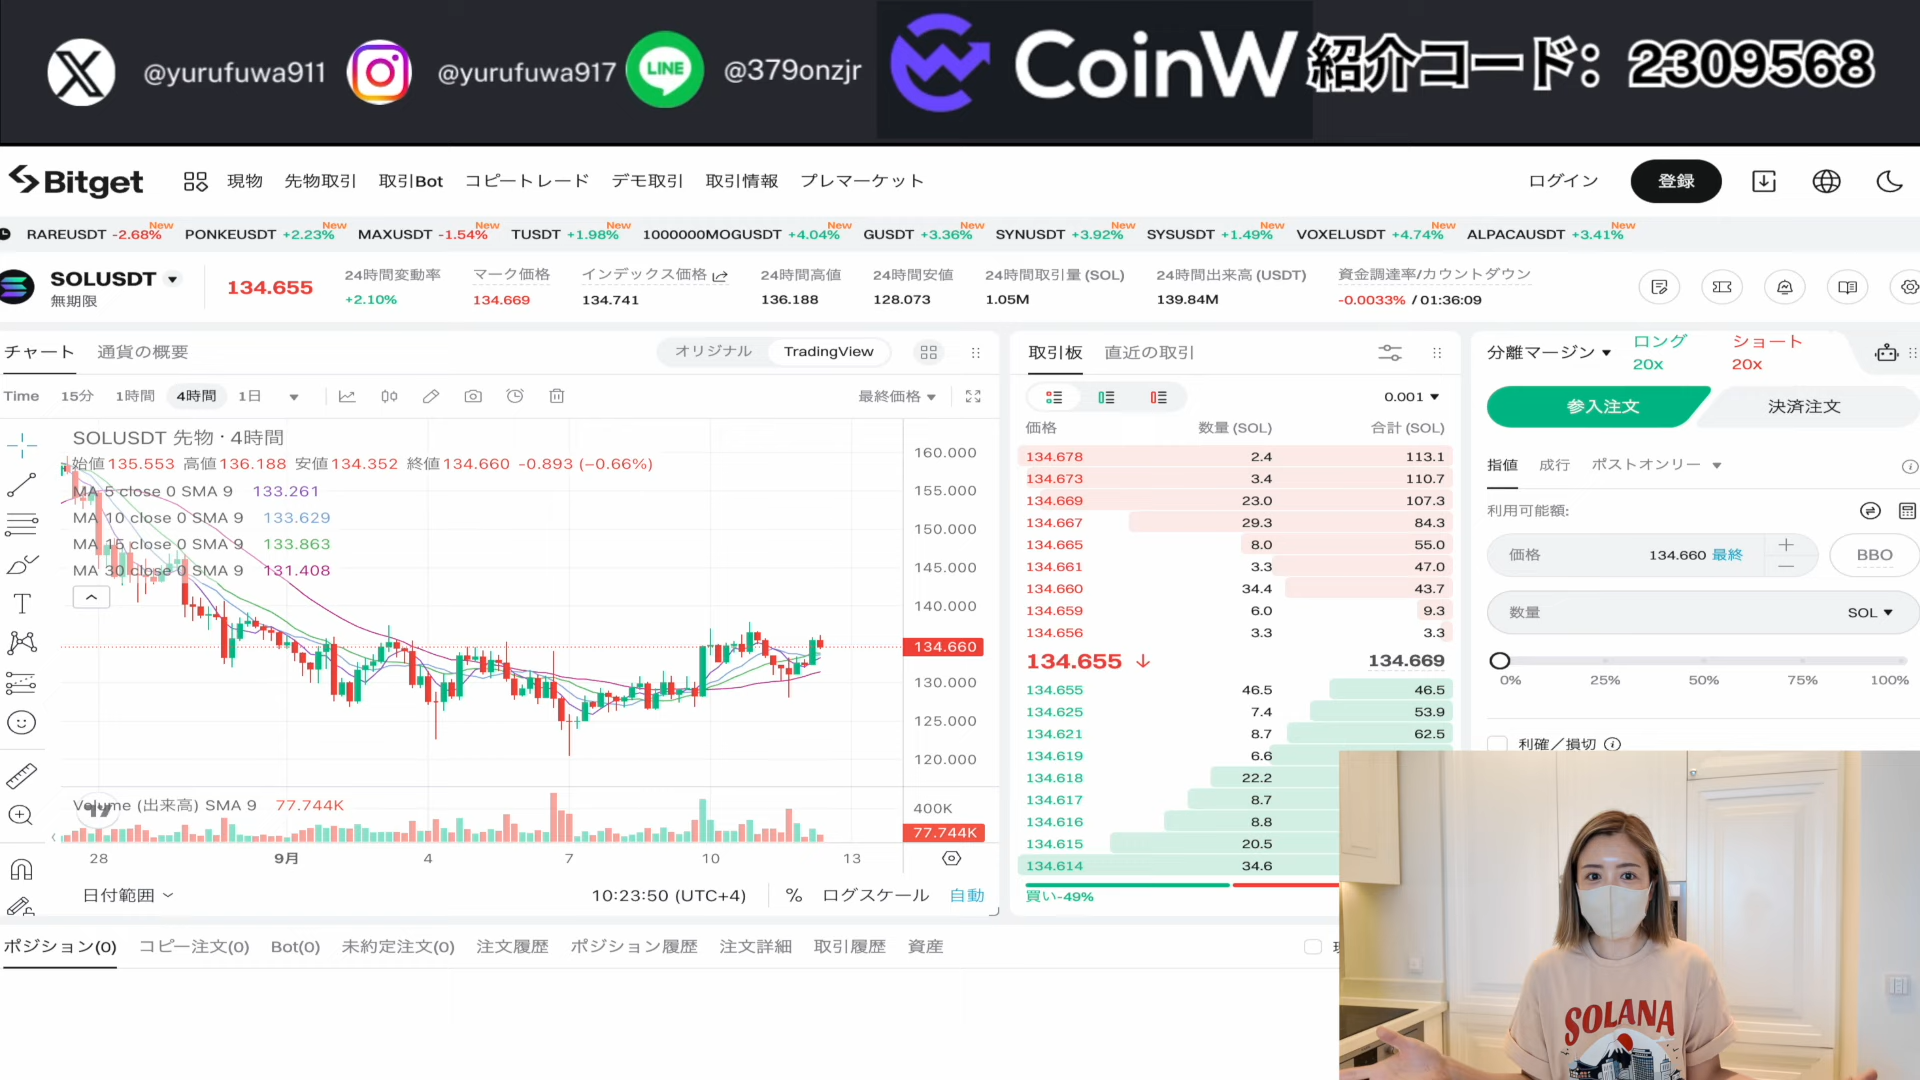 @yurufuwa911 @yurufuwa917 LINE @379onzjr CoinW 紹介コード：2309568
Bitget 現物 先物取引 取引Bot コピートレード デモ取引 取引情報 プレマーケット ログイン 登録
RAREUSDT -2.68% New PONKEUSDT +2.23% New MAXUSDT -1.54% New TUSDT +1.98% New 1000000MOGUSDT +4.04% New GUSDT +3.36% New SYNUSDT +3.92% New SYSUSDT +1.49% New VOXELUSDT +4.74% New ALPACAUSDT +3.41% New
SOLUSDT 134.655 24時間変動率 マーク価格 インデックス価格 24時間高値 24時間安値 24時間取引量 (SOL) 24時間出来高 (USDT) 資金調達率/カウントダウン
無期限 +2.10% 134.669 134.741 136.188 128.073 1.05M 139.84M -0.0033% / 01:36:09
チャート 通貨の概要 オリジナル TradingView
Time 15分 1時間 4時間 1日 最終価格
SOLUSDT 先物 · 4時間
始値135.553 高値136.188 安値134.352 終値134.660 -0.893 (−0.66%)
MA 5 close 0 SMA 9 133.261
MA 10 close 0 SMA 9 133.629
MA 15 close 0 SMA 9 133.863
MA 30 close 0 SMA 9 131.408
160.000
155.000
150.000
145.000
140.000
134.660
130.000
125.000
120.000
Volume (出来高) SMA 9 77.744K
400K
77.744K
28 9月 4 7 10 13
日付範囲 10:23:50 (UTC+4) % ログスケール 自動
取引板 直近の取引
0.001
価格 数量 (SOL) 合計 (SOL)
134.678 2.4 113.1
134.673 3.4 110.7
134.669 23.0 107.3
134.667 29.3 84.3
134.665 8.0 55.0
134.661 3.3 47.0
134.660 34.4 43.7
134.659 6.0 9.3
134.656 3.3 3.3
134.655 134.669
134.655 46.5 46.5
134.625 7.4 53.9
134.621 8.7 62.5
134.619 6.6
134.618 22.2
134.617 8.7
134.616 8.8
134.615 20.5
134.614 34.6
買い-49%
分離マージン ロング 20x ショート 20x
参入注文 決済注文
指値 成行 ポストオンリー
利用可能額:
価格 134.660 最終 BBO
数量 SOL
0% 25% 50% 75% 100%
利確／損切
ポジション(0) コピー注文(0) Bot(0) 未約定注文(0) 注文履歴 ポジション履歴 注文詳細 取引履歴 資産
SOLANA